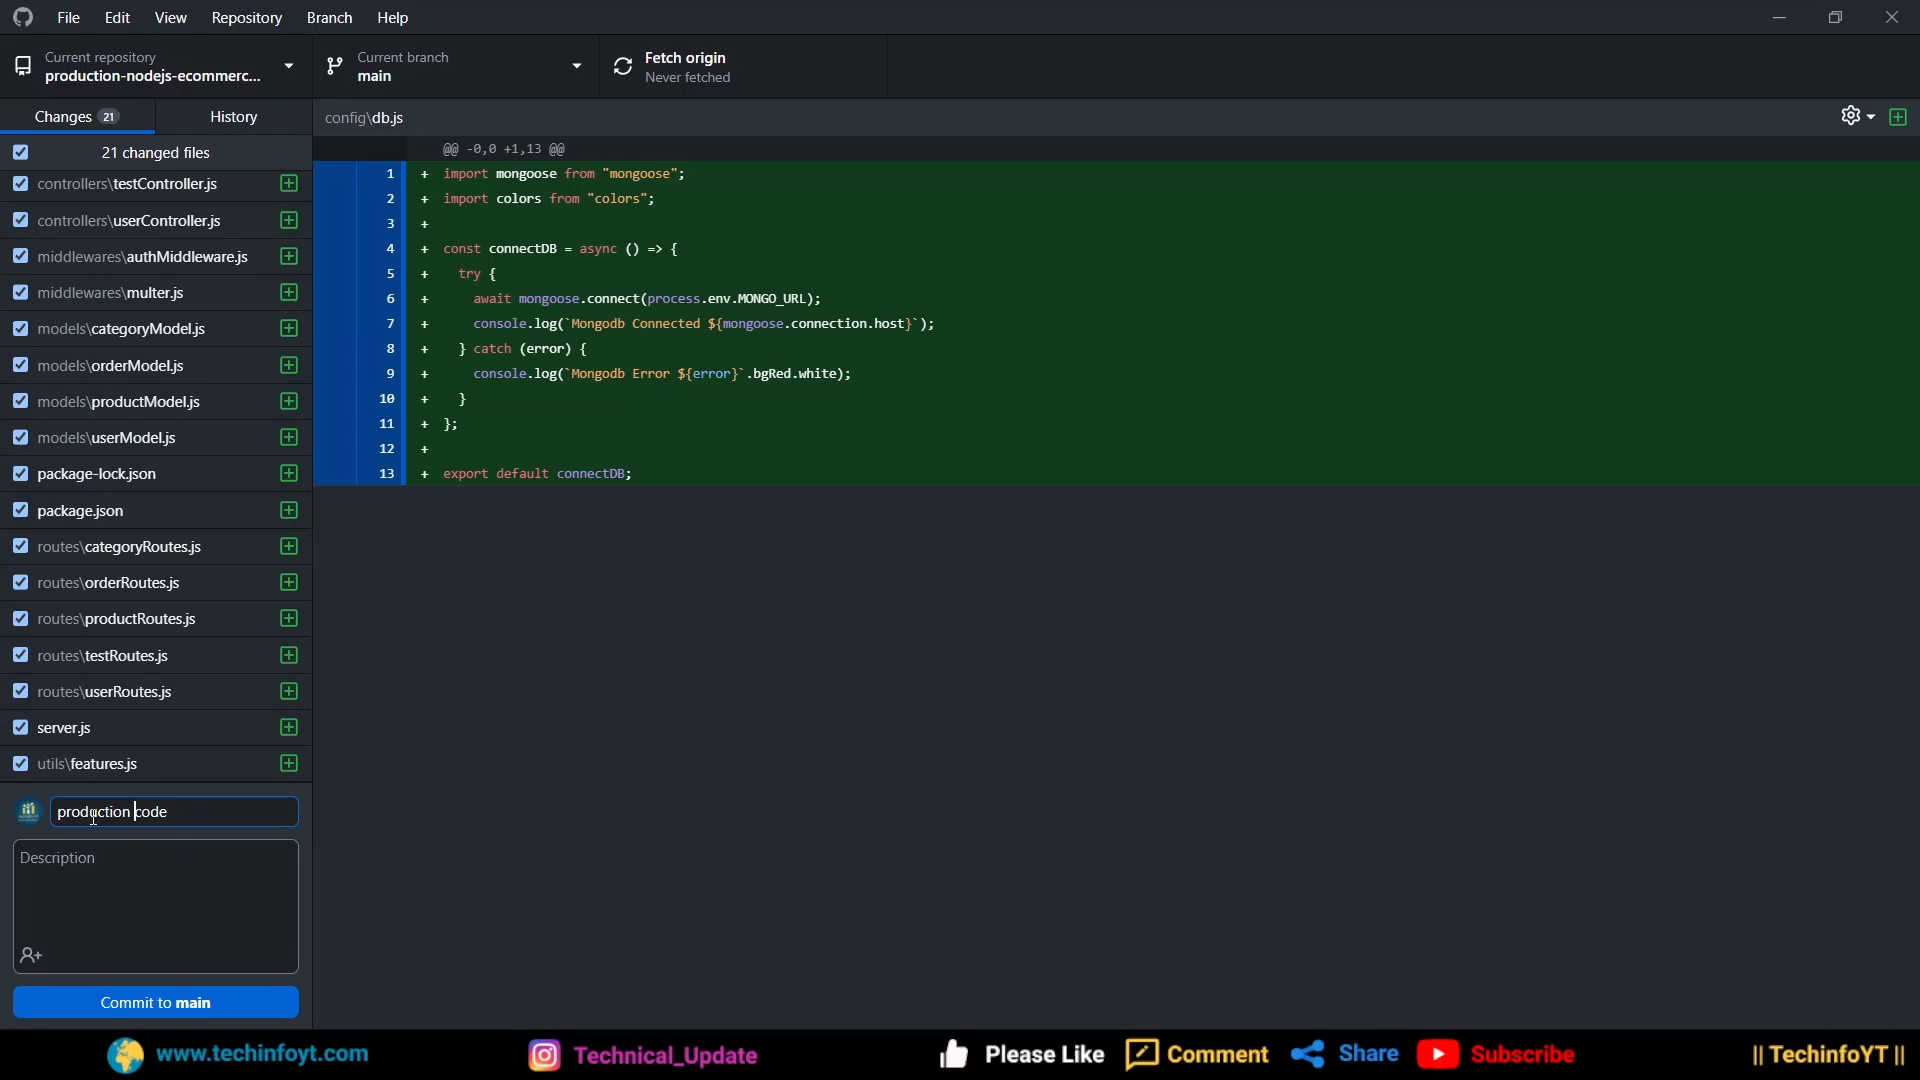 File Edit View Repository Branch Help
Current repository
production-nodejs-ecommerc...
Current branch
main
Fetch origin
Never fetched
Changes 21
History
config\db.js
21 changed files
controllers\testController.js
controllers\userController.js
middlewares\authMiddleware.js
middlewares\multer.js
models\categoryModel.js
models\orderModel.js
models\productModel.js
models\userModel.js
package-lock.json
package.json
routes\categoryRoutes.js
routes\orderRoutes.js
routes\productRoutes.js
routes\testRoutes.js
routes\userRoutes.js
server.js
utils\features.js
production code
Description
Commit to main
@@ -0,0 +1,13 @@
1 + import mongoose from "mongoose";
2 + import colors from "colors";
3 +
4 + const connectDB = async () => {
5 + try {
6 + await mongoose.connect(process.env.MONGO_URL);
7 + console.log(`Mongodb Connected ${mongoose.connection.host}`);
8 + } catch (error) {
9 + console.log(`Mongodb Error ${error}`.bgRed.white);
10 + }
11 + };
12 +
13 + export default connectDB;
www.techinfoyt.com
Technical_Update
Please Like
Comment
Share
Subscribe
|| TechinfoYT ||